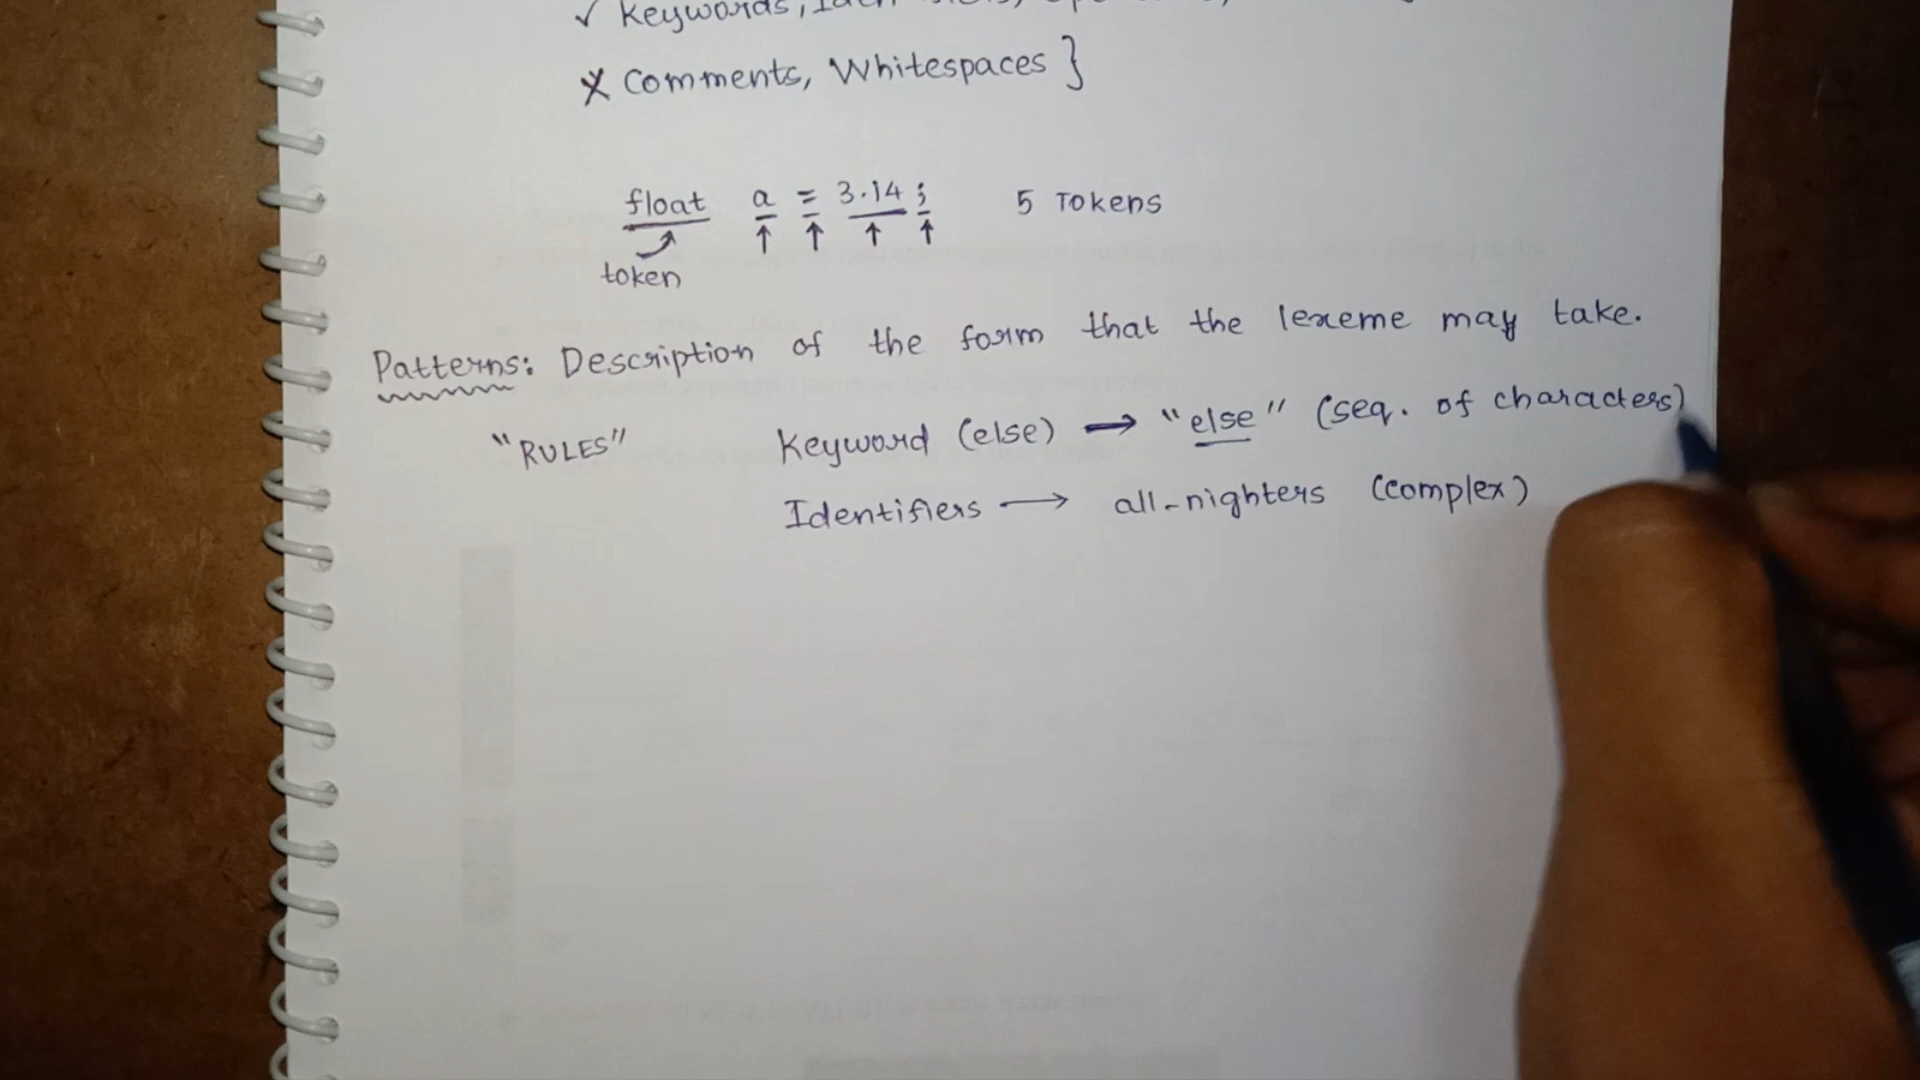 ✓ Keywords,
✗ Comments, Whitespaces }
float a = 3.14 ; 5 Tokens
token
Patterns: Description of the form that the lexeme may take.
"RULES" Keyword (else) → "else" (seq. of characters)
Identifiers → all-nighters (complex)